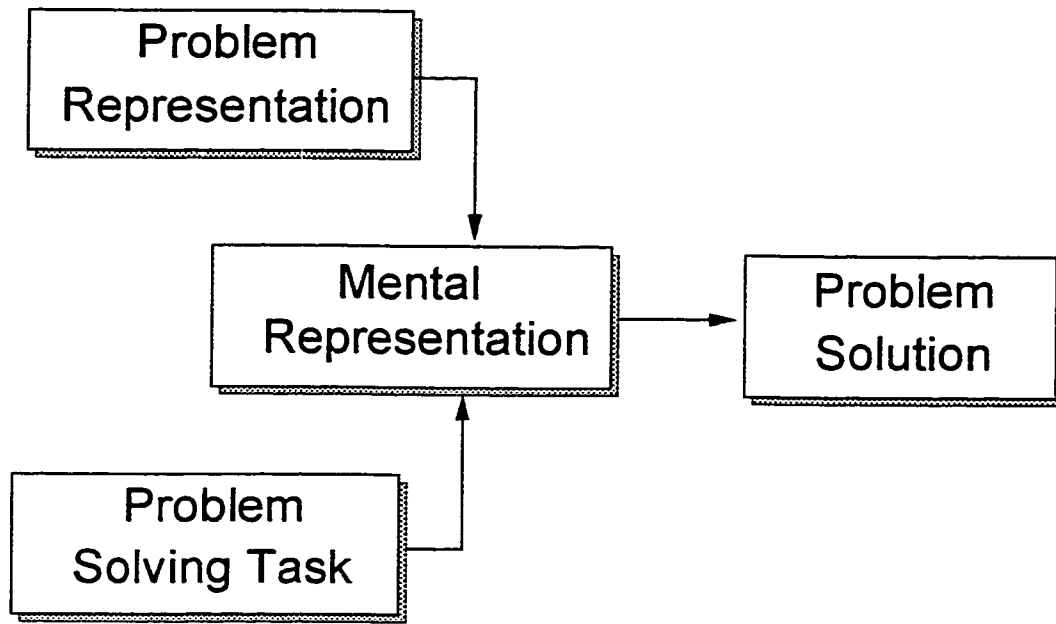 Problem
Representation
Mental
Representation
Problem
Solution
Problem
Solving Task